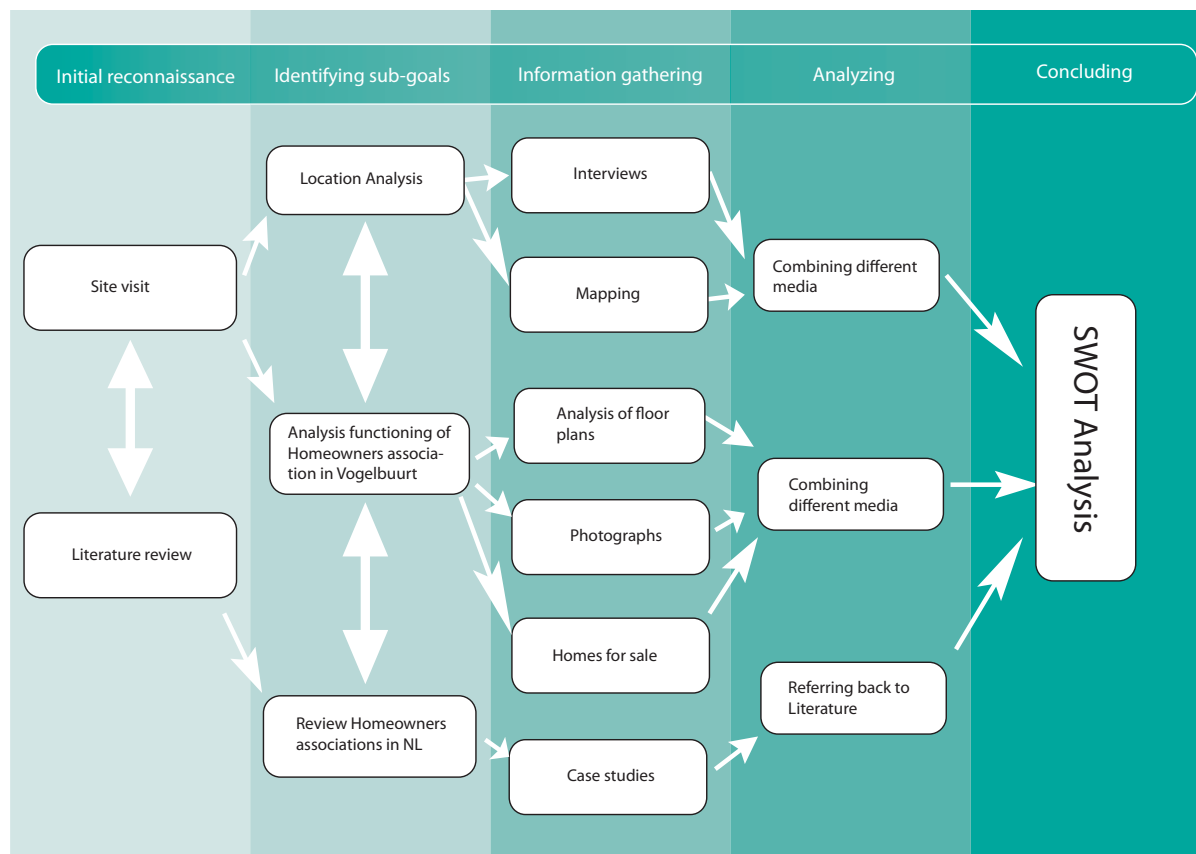 Initial reconnaissance
Identifying sub-goals
Information gathering
Analyzing
Concluding
Site visit
Literature review
Location Analysis
Analysis functioning of
Homeowners associa-
tion in Vogelbuurt
Review Homeowners
associations in NL
Interviews
Mapping
Analysis of floor
plans
Photographs
Homes for sale
Case studies
Combining different
media
Combining
different media
Referring back to
Literature
SWOT Analysis